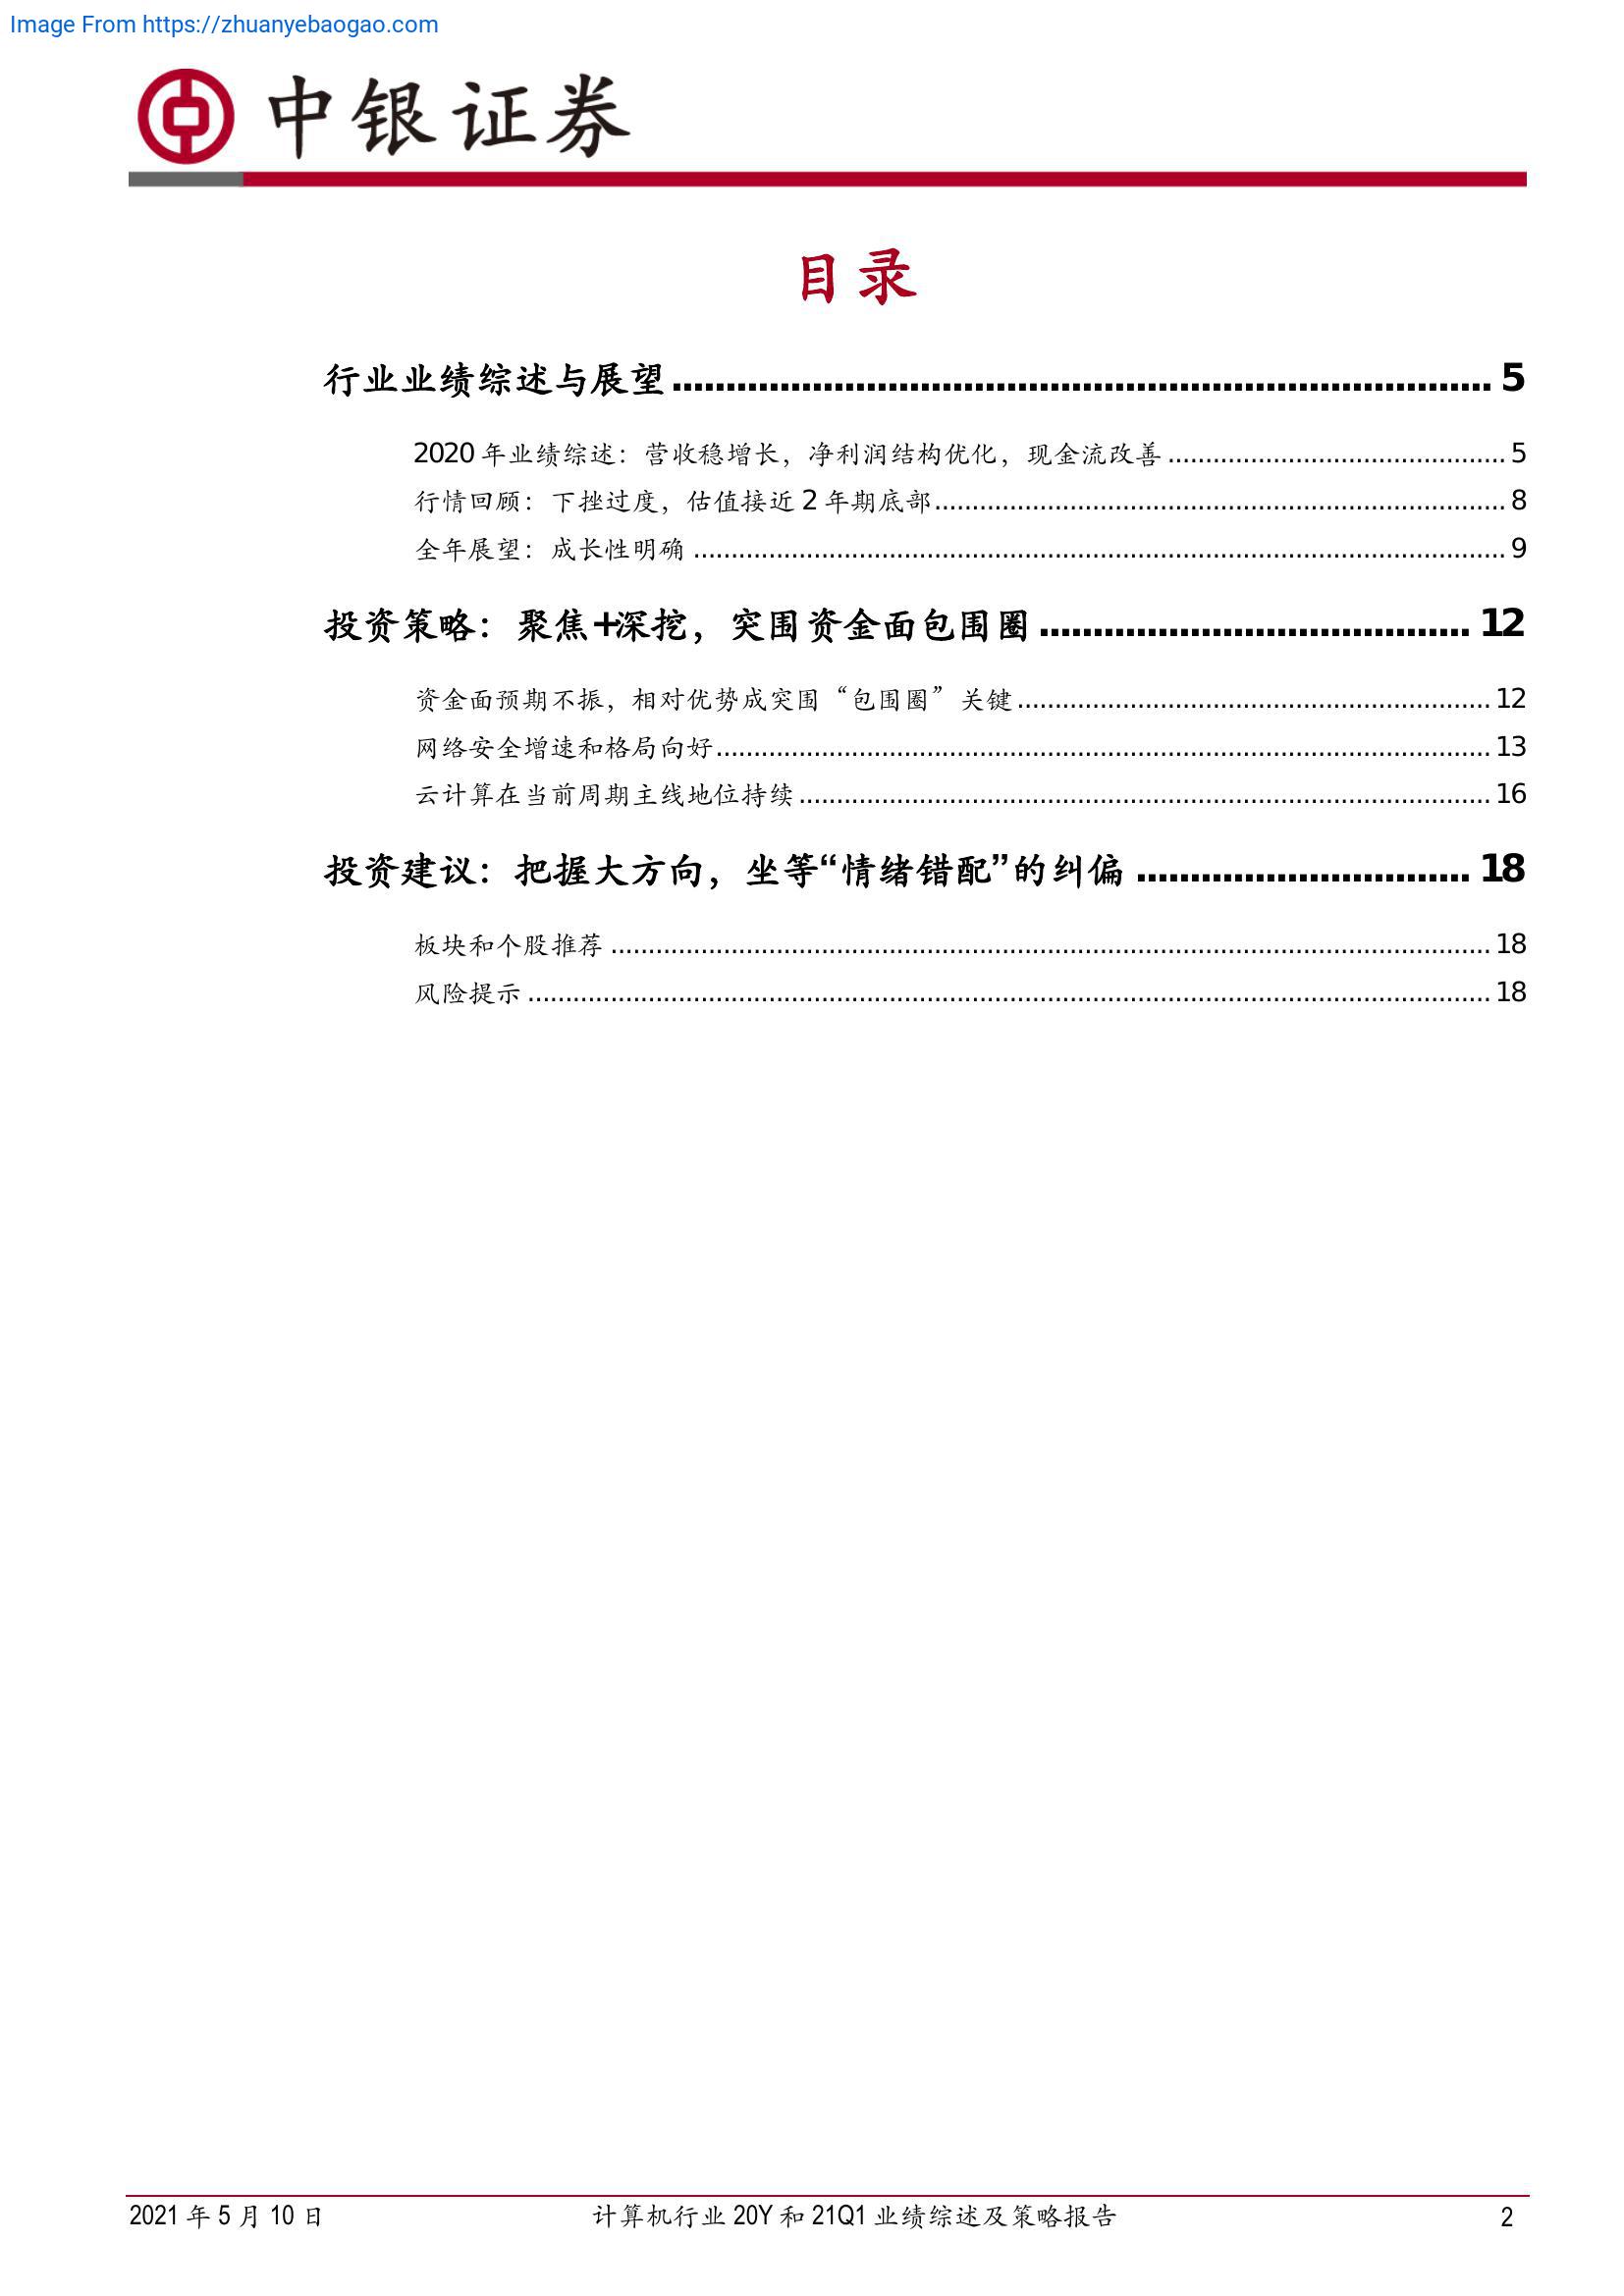 Image From https://zhuanyebaogao.com
中银证券
目录
行业业绩综述与展望........................................................................... 5
2020 年业绩综述：营收稳增长，净利润结构优化，现金流改善............................................. 5
行情回顾：下挫过度，估值接近 2 年期底部............................................................................ 8
全年展望：成长性明确............................................................................................................ 9
投资策略：聚焦+深挖，突围资金面包围圈........................................ 12
资金面预期不振，相对优势成突围“包围圈”关键............................................................... 12
网络安全增速和格局向好....................................................................................................... 13
云计算在当前周期主线地位持续............................................................................................ 16
投资建议：把握大方向，坐等“情绪错配”的纠偏............................... 18
板块和个股推荐..................................................................................................................... 18
风险提示................................................................................................................................ 18
2021 年 5 月 10 日
计算机行业 20Y 和 21Q1 业绩综述及策略报告
2